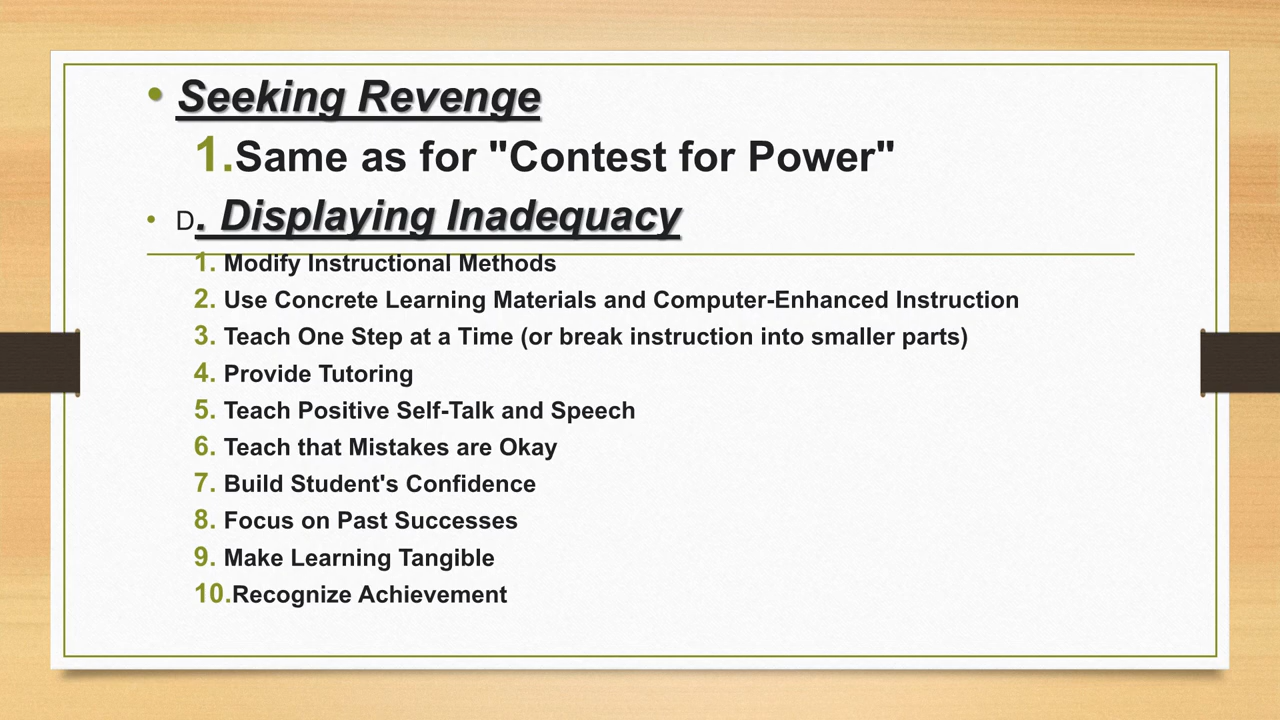 • Seeking Revenge
1.Same as for "Contest for Power"
• D. Displaying Inadequacy
1. Modify Instructional Methods
2. Use Concrete Learning Materials and Computer-Enhanced Instruction
3. Teach One Step at a Time (or break instruction into smaller parts)
4. Provide Tutoring
5. Teach Positive Self-Talk and Speech
6. Teach that Mistakes are Okay
7. Build Student's Confidence
8. Focus on Past Successes
9. Make Learning Tangible
10.Recognize Achievement